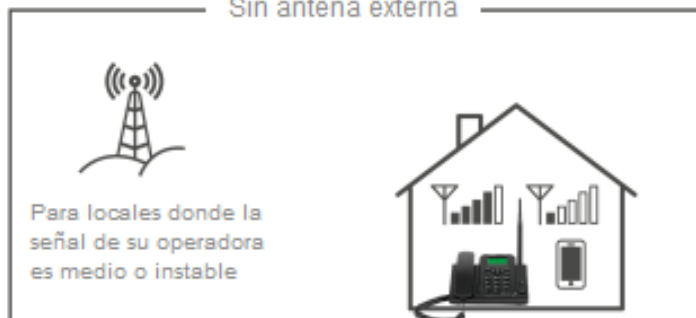 Sin antena externa
Para locales donde la
señal de su operadora
es medio o instable